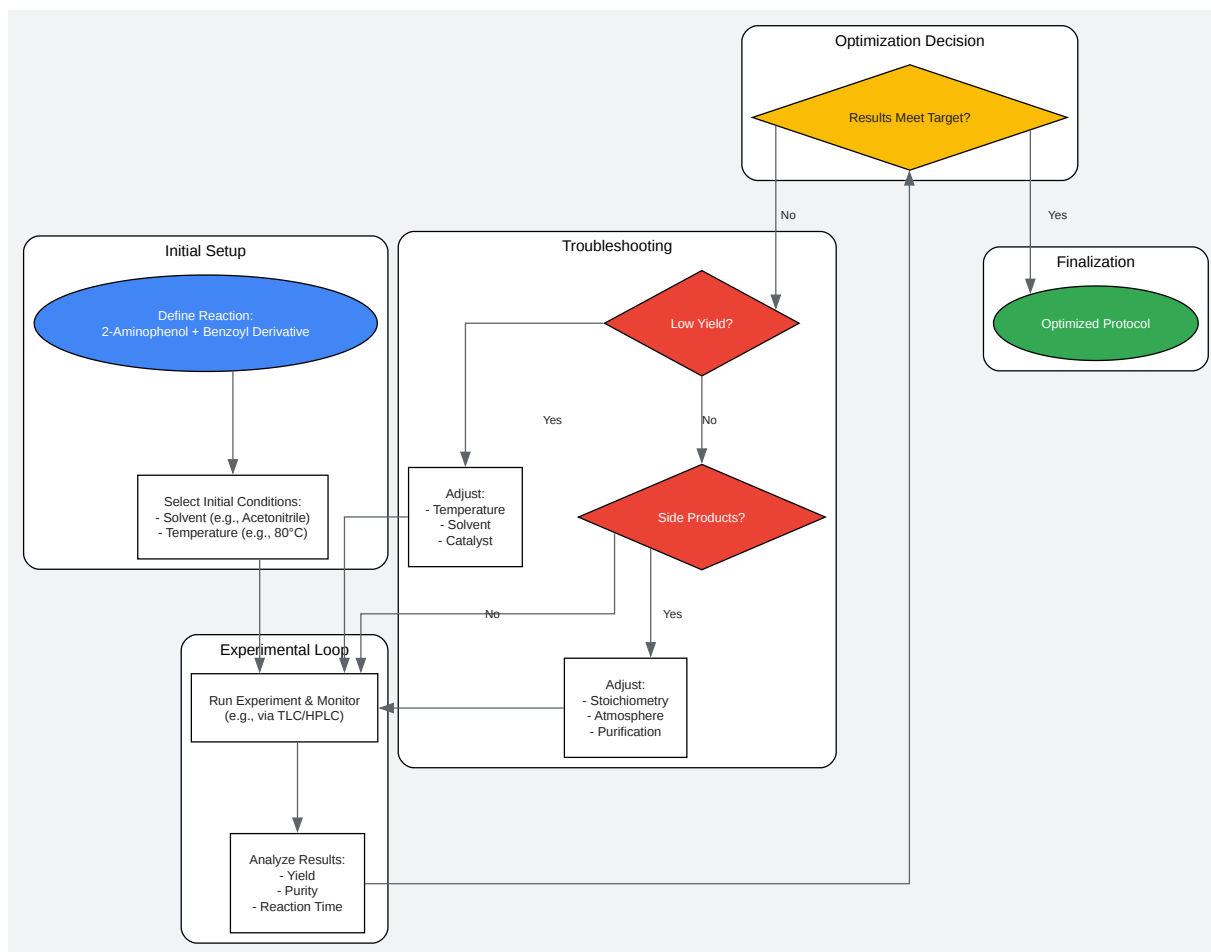 Optimization Decision
Results Meet Target?
No
Yes
Initial Setup
Define Reaction:
2-Aminophenol + Benzoyl Derivative
Select Initial Conditions:
- Solvent (e.g., Acetonitrile)
- Temperature (e.g., 80°C)
Troubleshooting
Low Yield?
Yes
No
Adjust:
- Temperature
- Solvent
- Catalyst
Side Products?
No
Yes
Adjust:
- Stoichiometry
- Atmosphere
- Purification
Finalization
Optimized Protocol
Experimental Loop
Run Experiment & Monitor
(e.g., via TLC/HPLC)
Analyze Results:
- Yield
- Purity
- Reaction Time